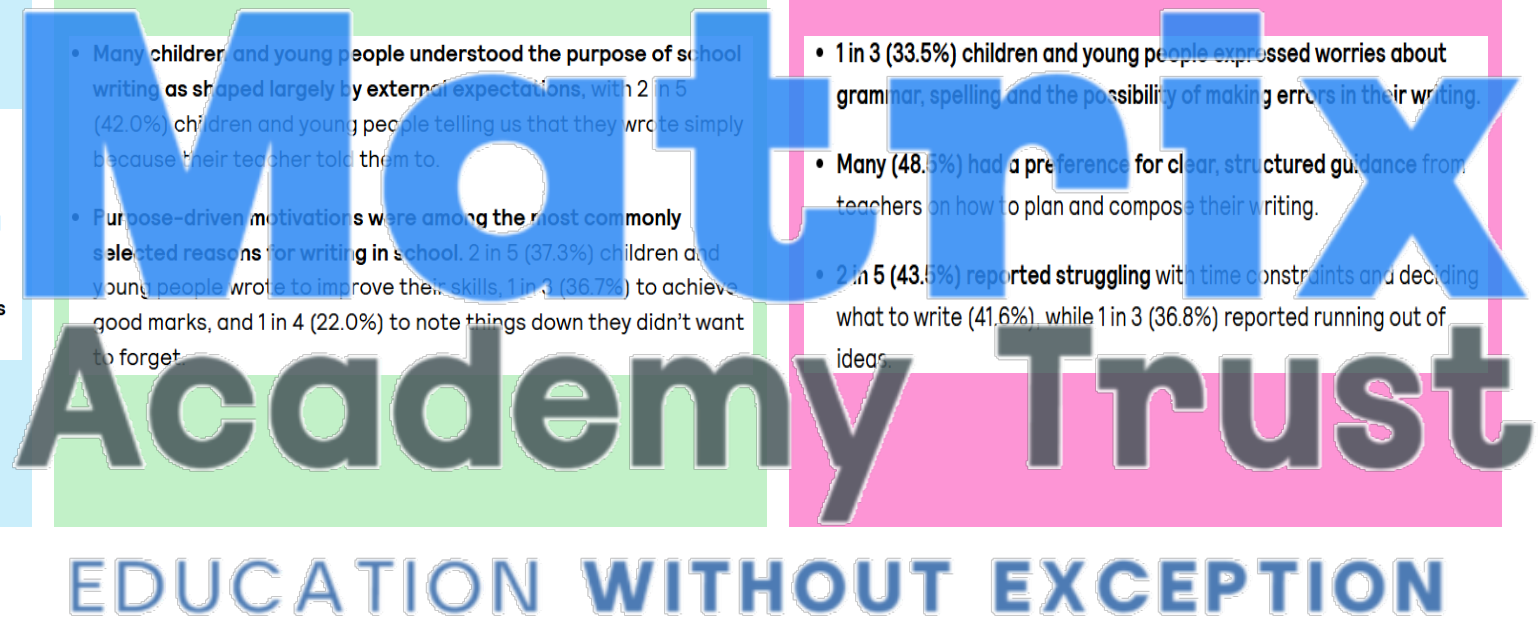 Matrix
Academy Trust
EDUCATION WITHOUT EXCEPTION
• Many children and young people understood the purpose of school
writing as shaped largely by external expectations, with 2 in 5
(42.0%) children and young people telling us that they wrote simply
because their teacher told them to.
• Purpose-driven motivations were among the most commonly
selected reasons for writing in school. 2 in 5 (37.3%) children and
young people wrote to improve their skills, 1 in 3 (36.7%) to achieve
good marks, and 1 in 4 (22.0%) to note things down they didn't want
to forget.
• 1 in 3 (33.5%) children and young people expressed worries about
grammar, spelling and the possibility of making errors in their writing.
• Many (48.5%) had a preference for clear, structured guidance from
teachers on how to plan and compose their writing.
• 2 in 5 (43.5%) reported struggling with time constraints and deciding
what to write (41.6%), while 1 in 3 (36.8%) reported running out of
ideas.